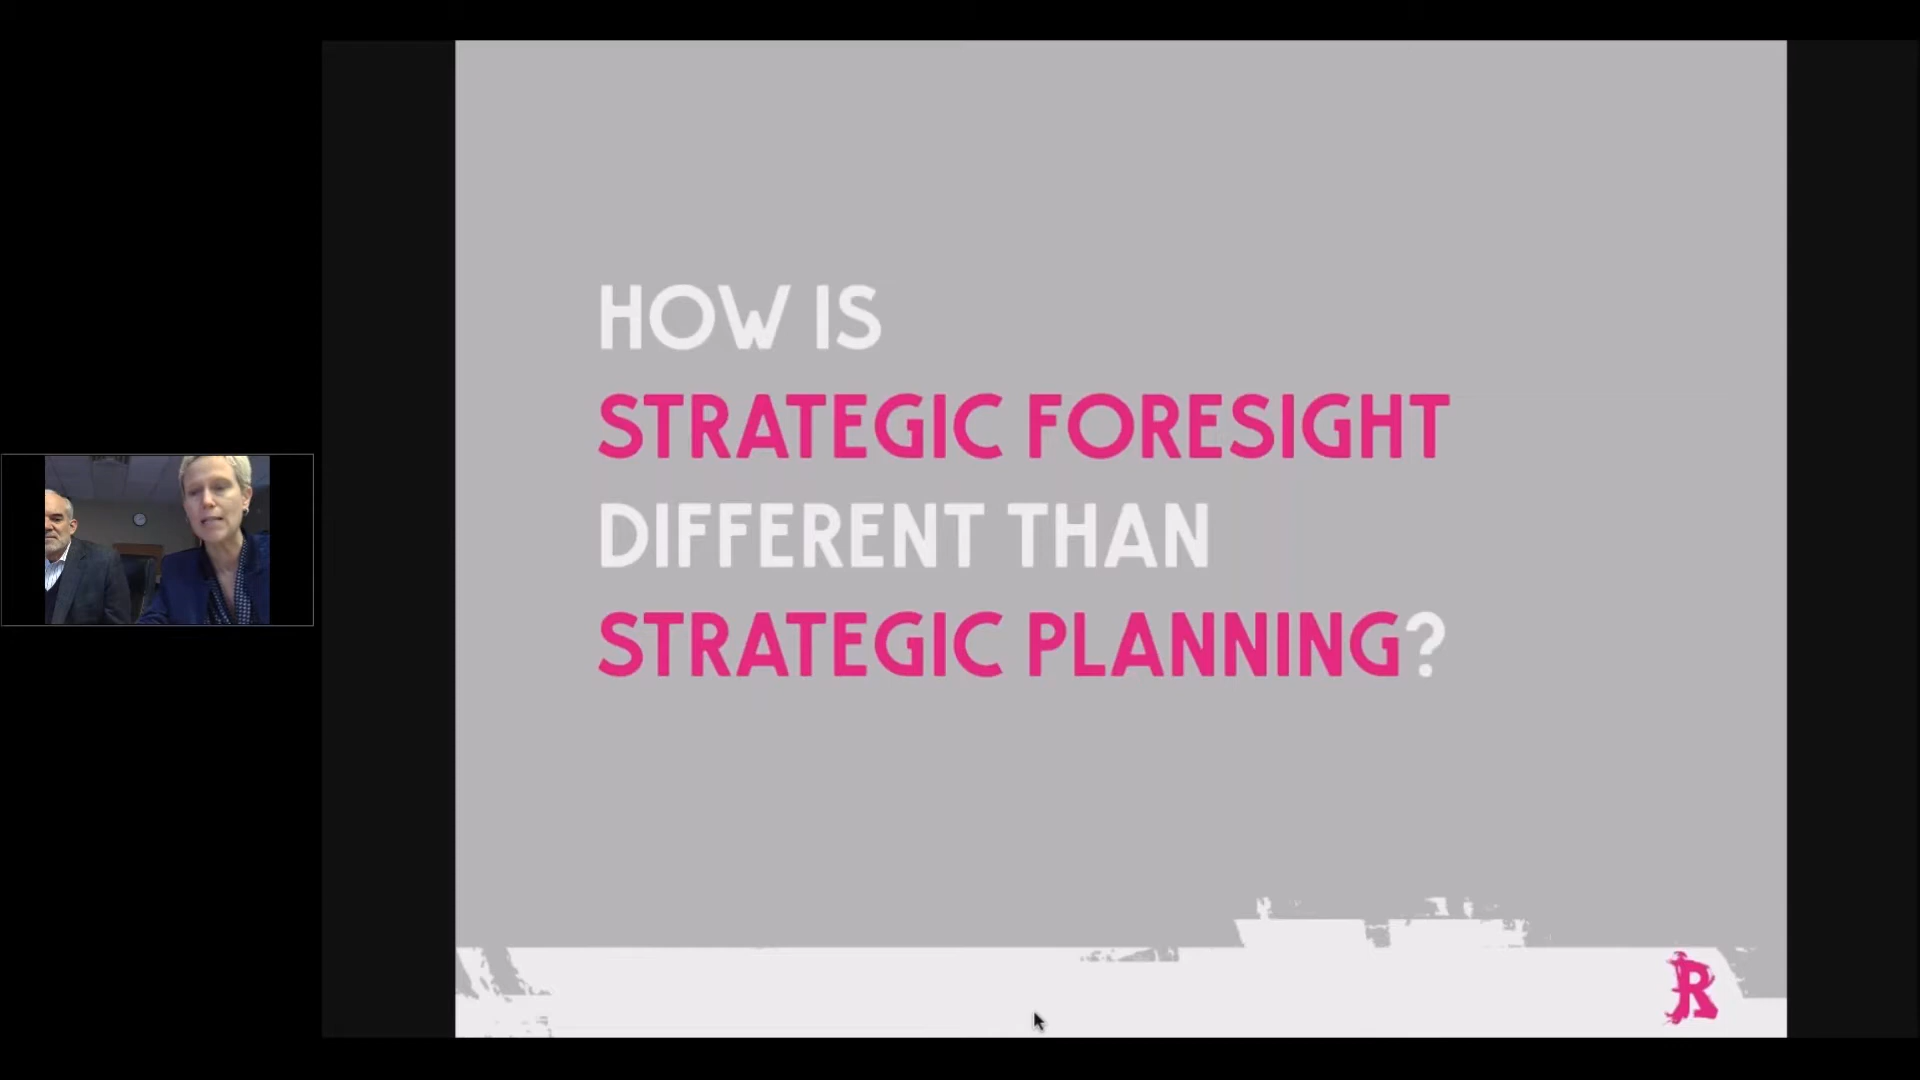 HOW IS
STRATEGIC FORESIGHT
DIFFERENT THAN
STRATEGIC PLANNING?
R